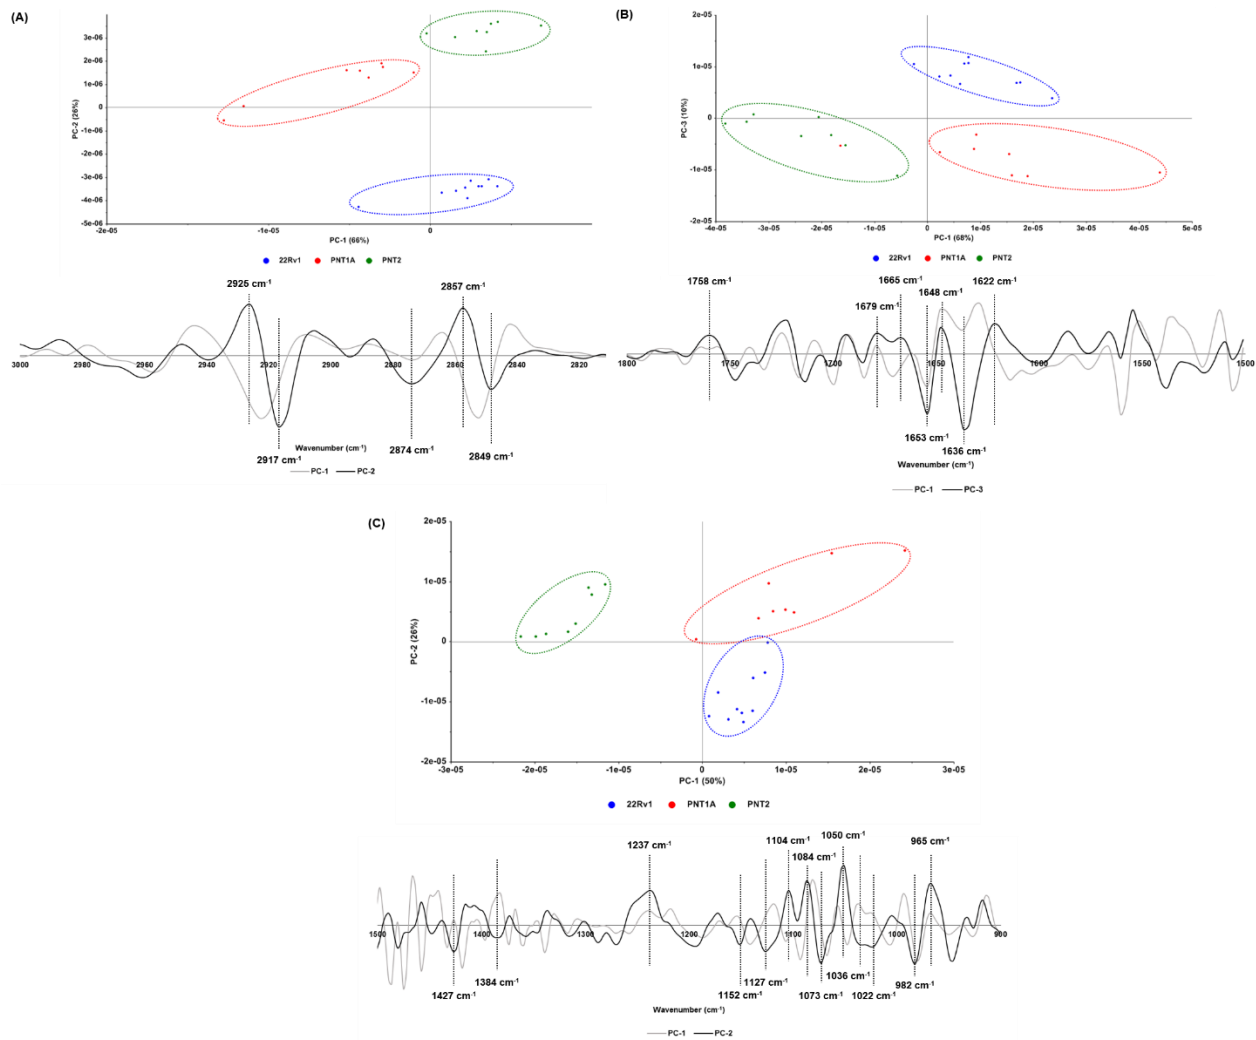 (A)
3e-06
2e-06
1e-06
0
-1e-06
-2e-06
-3e-06
-4e-06
-5e-06
PC-2 (26%)
-2e-05
-1e-05
0
PC-1 (66%)
22Rv1
PNT1A
PNT2
2925 cm-1
2857 cm-1
3000
2960
2940
2920
2900
2880
2860
2840
2820
2917 cm-1
2874 cm-1
2849 cm-1
Wavenumber (cm-1)
PC-1
PC-2
(B)
2e-05
1e-05
0
-1e-05
-2e-05
PC-3 (10%)
-4e-05
-3e-05
-2e-05
-1e-05
0
1e-05
2e-05
3e-05
4e-05
5e-05
PC-1 (68%)
22Rv1
PNT1A
PNT2
1758 cm-1
1679 cm-1
1665 cm-1
1648 cm-1
1622 cm-1
1800
1750
1700
1650
1600
1550
1500
1653 cm-1
1636 cm-1
Wavenumber (cm-1)
PC-1
PC-3
(C)
2e-05
1e-05
0
-1e-05
-2e-05
PC-2 (26%)
-3e-05
-2e-05
-1e-05
0
1e-05
2e-05
3e-05
PC-1 (50%)
22Rv1
PNT1A
PNT2
1237 cm-1
1104 cm-1
1084 cm-1
1050 cm-1
965 cm-1
1500
1400
1300
1200
1100
1000
900
1427 cm-1
1384 cm-1
1152 cm-1
1127 cm-1
1073 cm-1
1036 cm-1
1022 cm-1
982 cm-1
Wavenumber (cm-1)
PC-1
PC-2